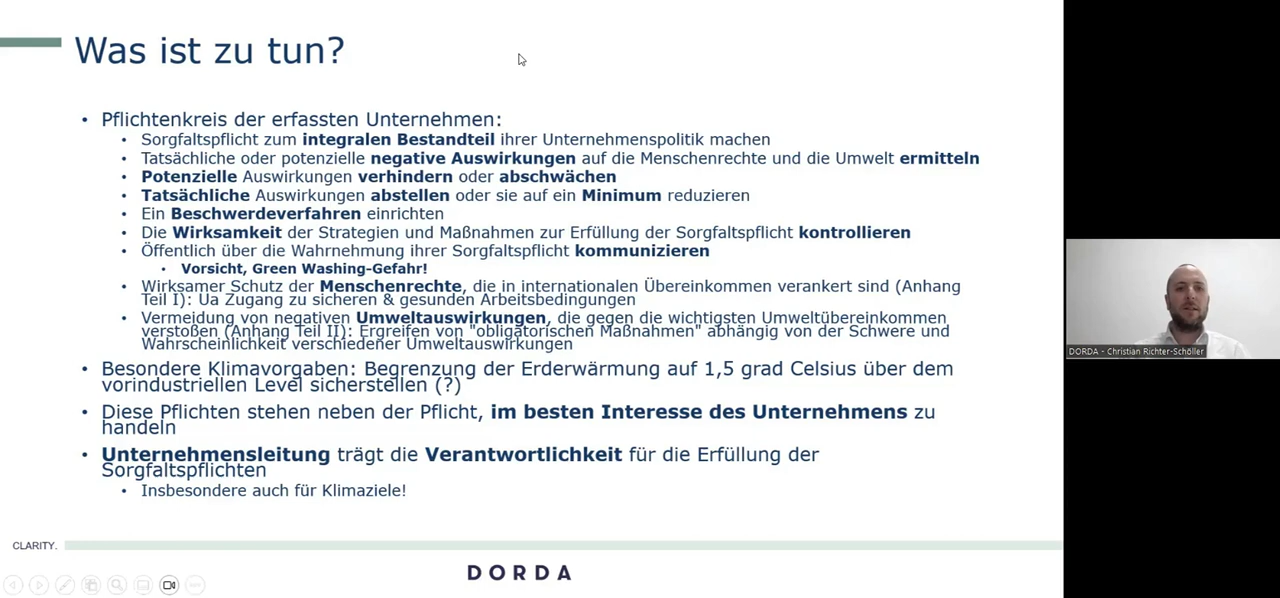 Was ist zu tun?
• Pflichtenkreis der erfassten Unternehmen:
• Sorgfaltspflicht zum integralen Bestandteil ihrer Unternehmenspolitik machen
• Tatsächliche oder potenzielle negative Auswirkungen auf die Menschenrechte und die Umwelt ermitteln
• Potenzielle Auswirkungen verhindern oder abschwächen
• Tatsächliche Auswirkungen abstellen oder sie auf ein Minimum reduzieren
• Ein Beschwerdeverfahren einrichten
• Die Wirksamkeit der Strategien und Maßnahmen zur Erfüllung der Sorgfaltspflicht kontrollieren
• Öffentlich über die Wahrnehmung ihrer Sorgfaltspflicht kommunizieren
• Vorsicht, Green Washing-Gefahr!
• Wirksamer Schutz der Menschenrechte, die in internationalen Übereinkommen verankert sind (Anhang
Teil I): Ua Zugang zu sicheren & gesunden Arbeitsbedingungen
• Vermeidung von negativen Umweltauswirkungen, die gegen die wichtigsten Umweltübereinkommen
verstoßen (Anhang Teil II): Ergreifen von "obligatorischen Maßnahmen" abhängig von der Schwere und
Wahrscheinlichkeit verschiedener Umweltauswirkungen
• Besondere Klimavorgaben: Begrenzung der Erderwärmung auf 1,5 grad Celsius über dem
vorindustriellen Level sicherstellen (?)
• Diese Pflichten stehen neben der Pflicht, im besten Interesse des Unternehmens zu
handeln
• Unternehmensleitung trägt die Verantwortlichkeit für die Erfüllung der
Sorgfaltspflichten
• Insbesondere auch für Klimaziele!
CLARITY.
DORDA
DORDA - Christian Richter-Schöller